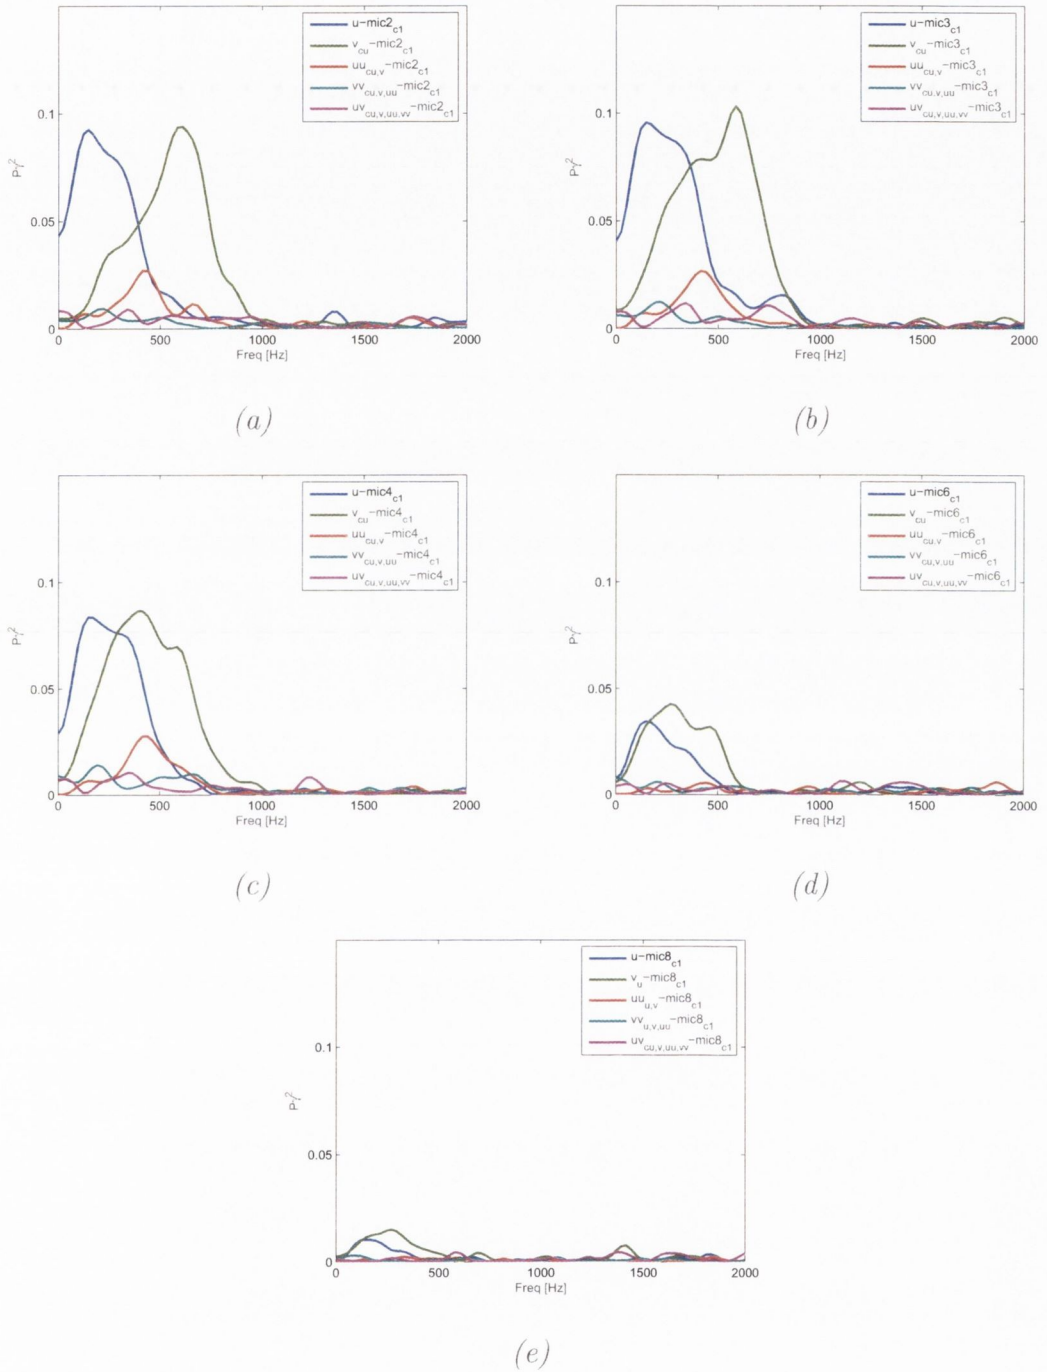 u-mic2c1
vcu-mic2c1
uucu,v-mic2c1
vvcu,v,uu-mic2c1
uvcu,v,uu,vv-mic2c1
0.1
0.05
0
Pγ²
0 500 1000 1500 2000
Freq [Hz]
(a)
u-mic3c1
vcu-mic3c1
uucu,v-mic3c1
vvcu,v,uu-mic3c1
uvcu,v,uu,vv-mic3c1
0.1
0.05
0
Pγ²
0 500 1000 1500 2000
Freq [Hz]
(b)
u-mic4c1
vcu-mic4c1
uucu,v-mic4c1
vvcu,v,uu-mic4c1
uvcu,v,uu,vv-mic4c1
0.1
0.05
0
Pγ²
0 500 1000 1500 2000
Freq [Hz]
(c)
u-mic6c1
vcu-mic6c1
uucu,v-mic6c1
vvcu,v,uu-mic6c1
uvcu,v,uu,vv-mic6c1
0.1
0.05
0
Pγ²
0 500 1000 1500 2000
Freq [Hz]
(d)
u-mic8c1
vu-mic8c1
uuu,v-mic8c1
vvu,v,uu-mic8c1
uvcu,v,uu,vv-mic8c1
0.1
0.05
0
Pγ²
0 500 1000 1500 2000
Freq [Hz]
(e)